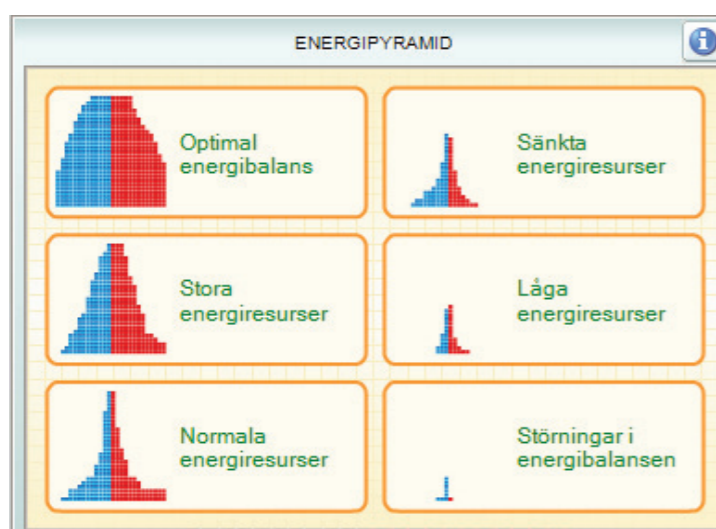 ENERGIPYRAMID
i
Optimal
energibalans
Sänkta
energiresurser
Stora
energiresurser
Låga
energiresurser
Normala
energiresurser
Störningar i
energibalansen